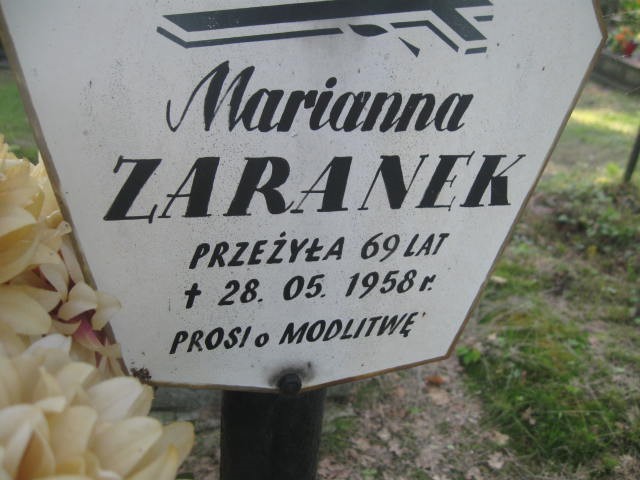 Marianna
ZARANEK
PRZEŻYŁA 69 LAT
† 28. 05. 1958 r.
PROSI o MODLITWĘ